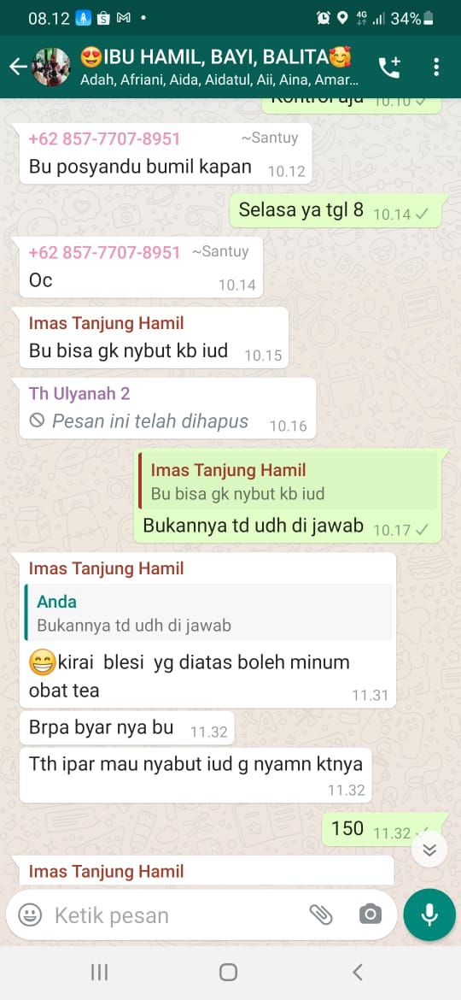 08.12
4G
34%
😍IBU HAMIL, BAYI, BALITA🥰
Adah, Afriani, Aida, Aidatul, Aii, Aina, Amar...
Kontrol aja 10.10
+62 857-7707-8951 ~Santuy
Bu posyandu bumil kapan 10.12
Selasa ya tgl 8 10.14
+62 857-7707-8951 ~Santuy
Oc 10.14
Imas Tanjung Hamil
Bu bisa gk nybut kb iud 10.15
Th Ulyanah 2
Pesan ini telah dihapus 10.16
Imas Tanjung Hamil
Bu bisa gk nybut kb iud
Bukannya td udh di jawab 10.17
Imas Tanjung Hamil
Anda
Bukannya td udh di jawab
😁kirai blesi yg diatas boleh minum
obat tea 11.31
Brpa byar nya bu 11.32
Tth ipar mau nyabut iud g nyamn ktnya
11.32
150 11.32
Imas Tanjung Hamil
Ketik pesan